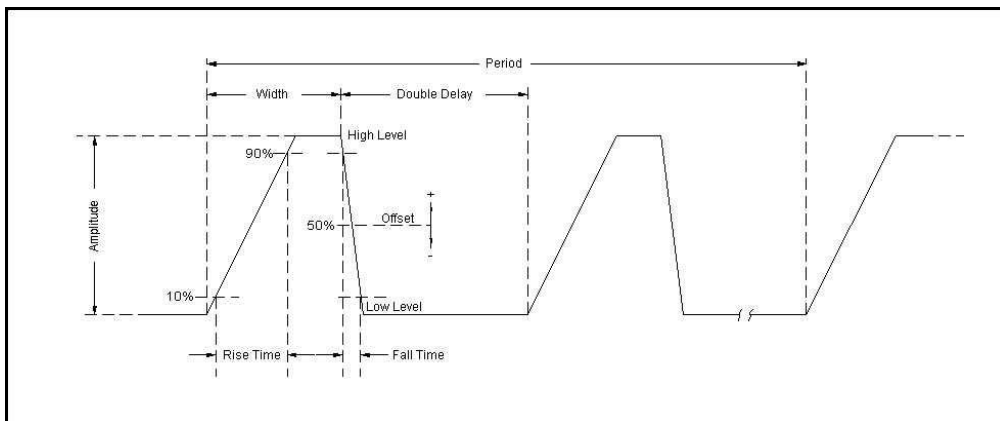 Period
Width
Double Delay
High Level
90%
+
50%
Offset
-
Amplitude
10%
Low Level
Rise Time
Fall Time